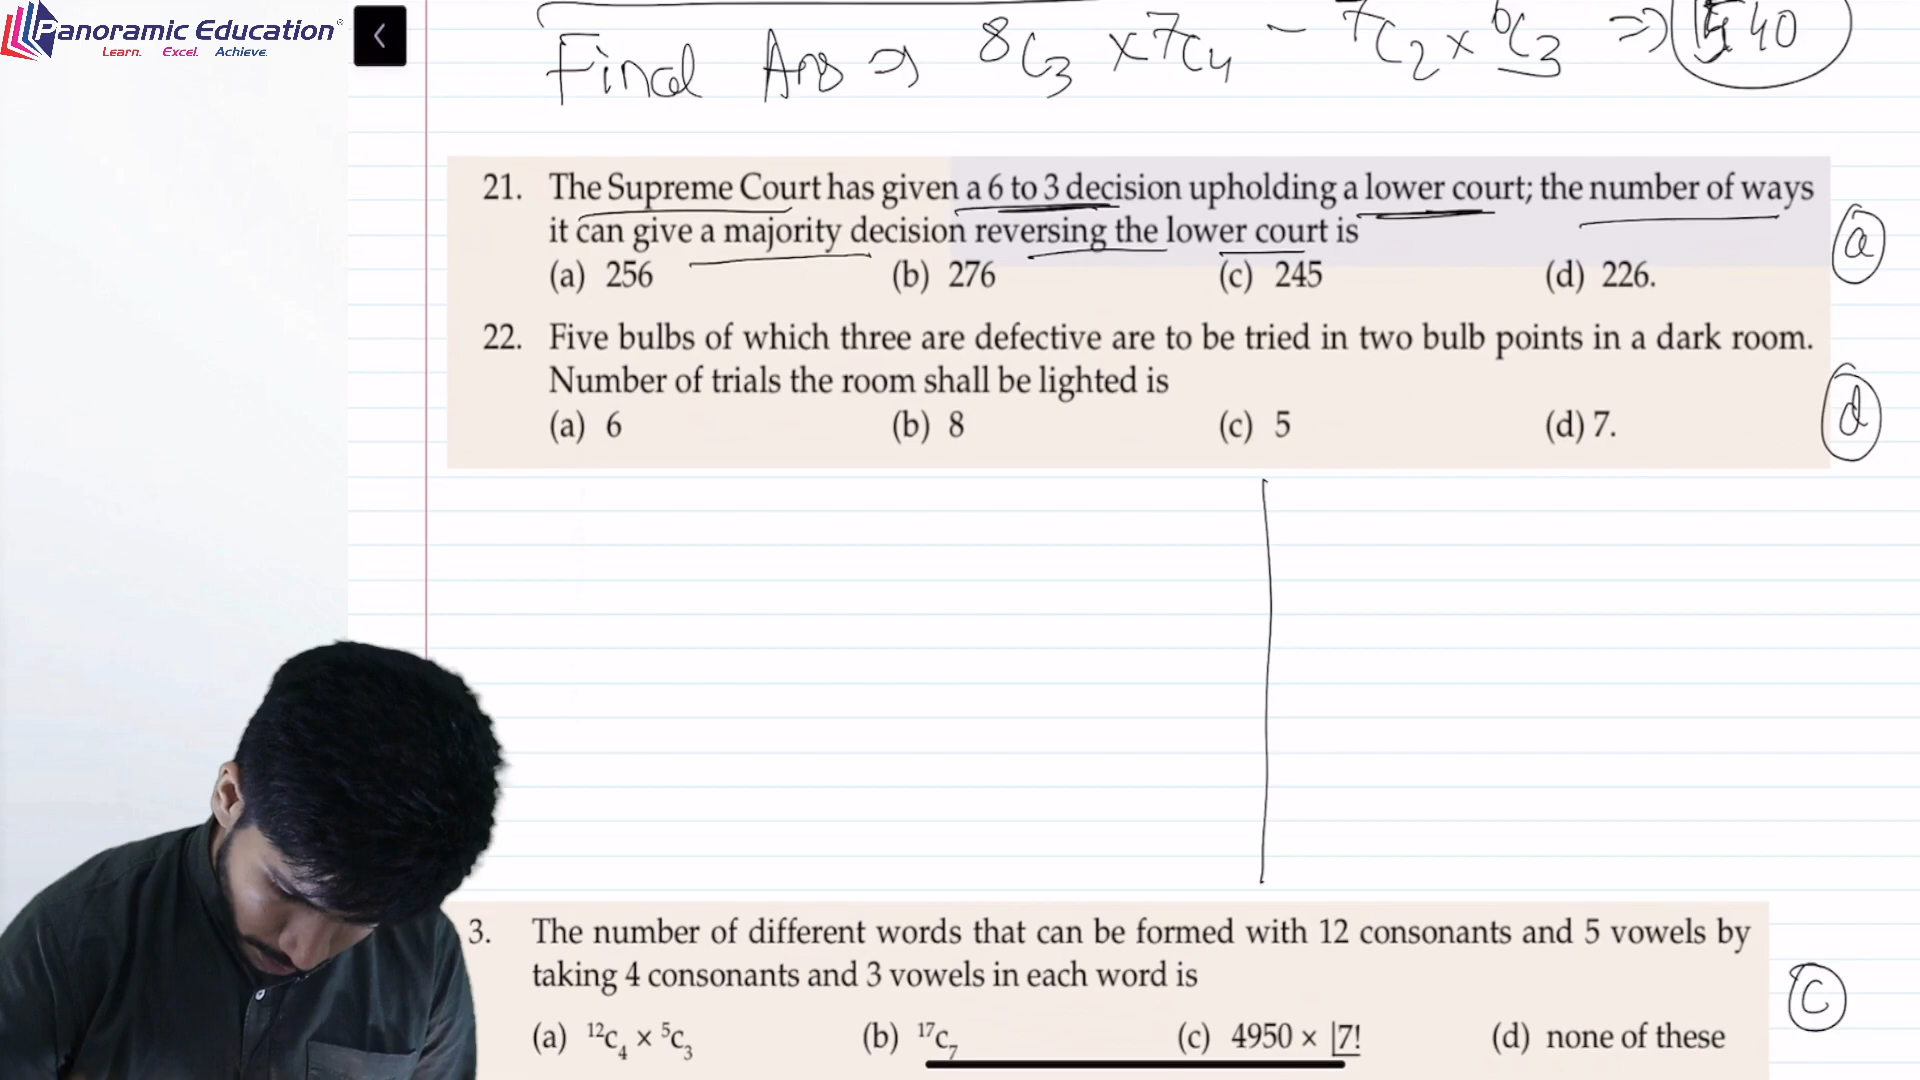 Panoramic Education
Learn. Excel. Achieve.
Final Ans ⇒ ⁸C₃ × ⁷C₄ − ⁷C₂ × ⁶C₃ ⇒ 1540
21. The Supreme Court has given a 6 to 3 decision upholding a lower court; the number of ways
it can give a majority decision reversing the lower court is
(a) 256 (b) 276 (c) 245 (d) 226.
a
22. Five bulbs of which three are defective are to be tried in two bulb points in a dark room.
Number of trials the room shall be lighted is
(a) 6 (b) 8 (c) 5 (d) 7.
d
3. The number of different words that can be formed with 12 consonants and 5 vowels by
taking 4 consonants and 3 vowels in each word is
c
(a) ¹²c₄ × ⁵c₃ (b) ¹⁷c₇ (c) 4950 × |7! (d) none of these